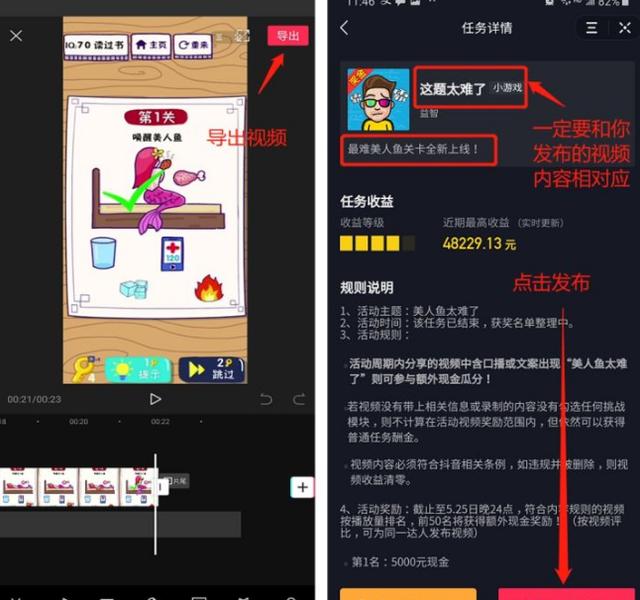 IQ:70 读过书
主页
重来
导出
第1关
唤醒美人鱼
导出视频
120
4
1
提示
2
跳过
00:21/00:23
00:20
00:22
片尾
11:46
82%
任务详情
奖金
这题太难了 小游戏
益智
最难美人鱼关卡全新上线！
一定要和你
发布的视频
内容相对应
任务收益
收益等级
近期最高收益 (实时更新)
48229.13 元
点击发布
规则说明
1、活动主题：美人鱼太难了
2、活动时间：该任务已结束，获奖名单整理中。
3、活动规则：
活动周期内分享的视频中含口播或文案出现“美人鱼太难
了”则可参与额外现金瓜分！
若视频没有带上相关信息或录制的内容没有勾选任何挑战
模块，则不计算在活动视频奖励范围内，但依然可以获得
普通任务酬金。
视频内容必须符合抖音相关条例，如违规并被删除，则视
频收益清零。
4、活动奖励：截止至5.25日晚24点，符合内容规则的视频
按播放量排名，前50名将获得额外现金奖励！（按视频评
比，可为同一达人发布视频）
第1名：5000元现金